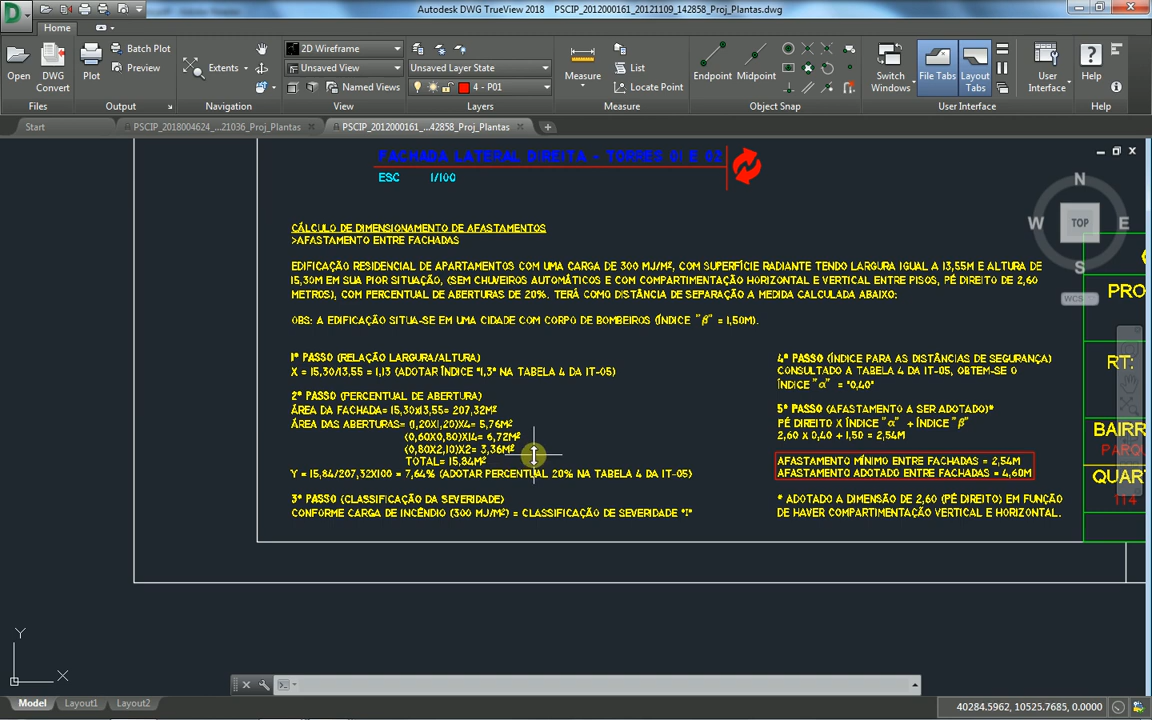 Autodesk DWG TrueView 2018 PSCIP_2012000161_20121109_142858_Proj_Plantas.dwg
Home
Open
DWG Convert
Plot
Batch Plot
Preview
Extents
2D Wireframe
Unsaved View
Named Views
Unsaved Layer State
4 - P01
Measure
List
Locate Point
Endpoint
Midpoint
Switch Windows
File Tabs
Layout Tabs
User Interface
Help
Files
Output
Navigation
View
Layers
Measure
Object Snap
User Interface
Help
Start
PSCIP_2018004624_...21036_Proj_Plantas
PSCIP_2012000161_...42858_Proj_Plantas
FACHADA LATERAL DIREITA - TORRES 01 E 02
ESC 1/100
N
W
TOP
E
S
WCS
CÁLCULO DE DIMENSIONAMENTO DE AFASTAMENTOS
>AFASTAMENTO ENTRE FACHADAS
EDIFICAÇÃO RESIDENCIAL DE APARTAMENTOS COM UMA CARGA DE 300 MJ/M², COM SUPERFÍCIE RADIANTE TENDO LARGURA IGUAL A 13,55M E ALTURA DE
15,30M EM SUA PIOR SITUAÇÃO, (SEM CHUVEIROS AUTOMÁTICOS E COM COMPARTIMENTAÇÃO HORIZONTAL E VERTICAL ENTRE PISOS, PÉ DIREITO DE 2,60
METROS), COM PERCENTUAL DE ABERTURAS DE 20%. TERÁ COMO DISTÂNCIA DE SEPARAÇÃO A MEDIDA CALCULADA ABAIXO:
OBS: A EDIFICAÇÃO SITUA-SE EM UMA CIDADE COM CORPO DE BOMBEIROS (ÍNDICE "β" = 1,50M).
1º PASSO (RELAÇÃO LARGURA/ALTURA)
X = 15,30/13,55 = 1,13 (ADOTAR ÍNDICE "1,3" NA TABELA 4 DA IT-05)
2º PASSO (PERCENTUAL DE ABERTURA)
ÁREA DA FACHADA= 15,30x13,55= 207,32M²
ÁREA DAS ABERTURAS= (1,20X1,20)X4= 5,76M²
(0,60X0,80)X14= 6,72M²
(0,80X2,10)X2= 3,36M²
TOTAL= 15,84M²
Y = 15,84/207,32X100 = 7,64% (ADOTAR PERCENTUAL 20% NA TABELA 4 DA IT-05)
3º PASSO (CLASSIFICAÇÃO DA SEVERIDADE)
CONFORME CARGA DE INCÊNDIO (300 MJ/M²) = CLASSIFICAÇÃO DE SEVERIDADE "I"
4º PASSO (ÍNDICE PARA AS DISTÂNCIAS DE SEGURANÇA)
CONSULTADO A TABELA 4 DA IT-05, OBTEM-SE O
ÍNDICE "α" = "0,40"
5º PASSO (AFASTAMENTO A SER ADOTADO)*
PÉ DIREITO X ÍNDICE "α" + ÍNDICE "β"
2,60 X 0,40 + 1,50 = 2,54M
AFASTAMENTO MÍNIMO ENTRE FACHADAS = 2,54M
AFASTAMENTO ADOTADO ENTRE FACHADAS = 4,60M
* ADOTADO A DIMENSÃO DE 2,60 (PÉ DIREITO) EM FUNÇÃO
DE HAVER COMPARTIMENTAÇÃO VERTICAL E HORIZONTAL.
PRO
RT:
BAIRR
PARQU
QUART
114
Y
X
Model
Layout1
Layout2
40284.5962, 10525.7685, 0.0000